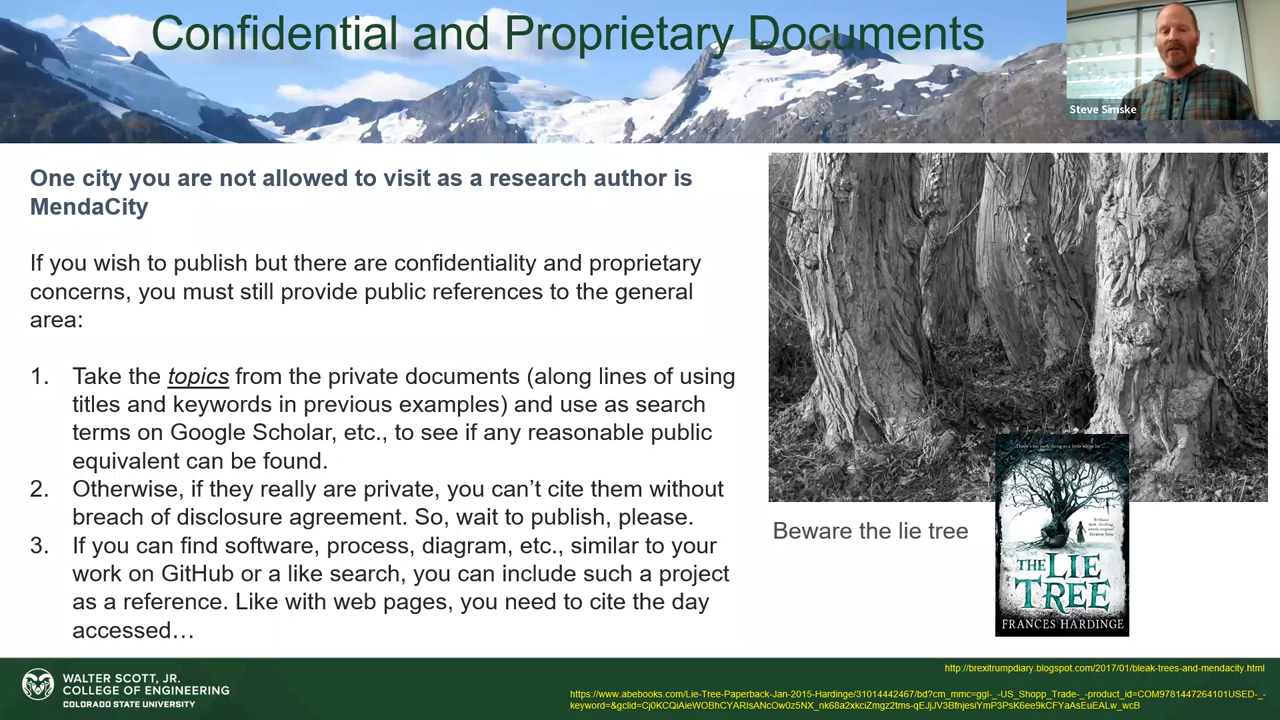 Confidential and Proprietary Documents
Steve Simske
One city you are not allowed to visit as a research author is
MendaCity
If you wish to publish but there are confidentiality and proprietary
concerns, you must still provide public references to the general
area:
1. Take the topics from the private documents (along lines of using
titles and keywords in previous examples) and use as search
terms on Google Scholar, etc., to see if any reasonable public
equivalent can be found.
2. Otherwise, if they really are private, you can’t cite them without
breach of disclosure agreement. So, wait to publish, please.
3. If you can find software, process, diagram, etc., similar to your
work on GitHub or a like search, you can include such a project
as a reference. Like with web pages, you need to cite the day
accessed…
Beware the lie tree
THE LIE
TREE
FRANCES HARDINGE
WALTER SCOTT, JR.
COLLEGE OF ENGINEERING
COLORADO STATE UNIVERSITY
http://brexitrumpdiary.blogspot.com/2017/01/bleak-trees-and-mendacity.html